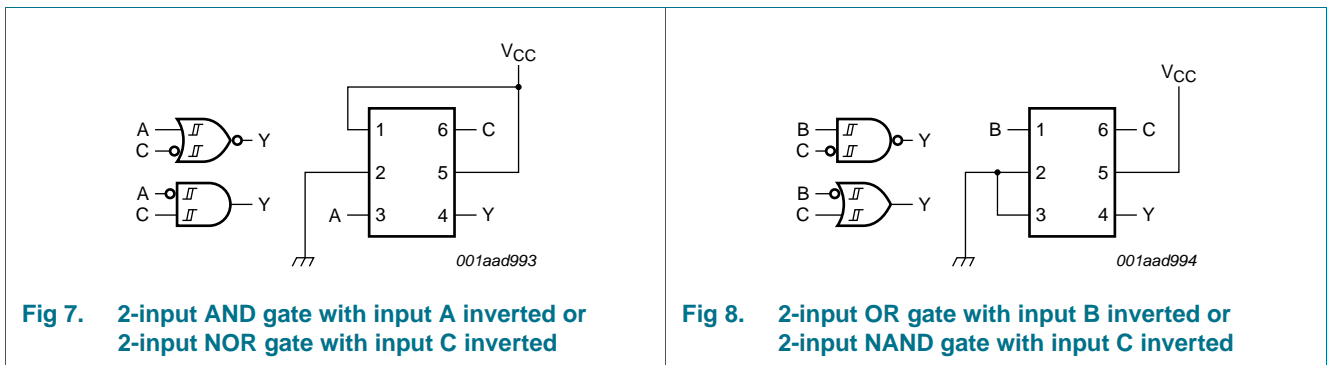 VCC
A
C
Y
A
C
Y
1
6
C
2
5
A
3
4
Y
001aad993
Fig 7. 2-input AND gate with input A inverted or
2-input NOR gate with input C inverted
VCC
B
C
Y
B
C
Y
B
1
6
C
2
5
3
4
Y
001aad994
Fig 8. 2-input OR gate with input B inverted or
2-input NAND gate with input C inverted